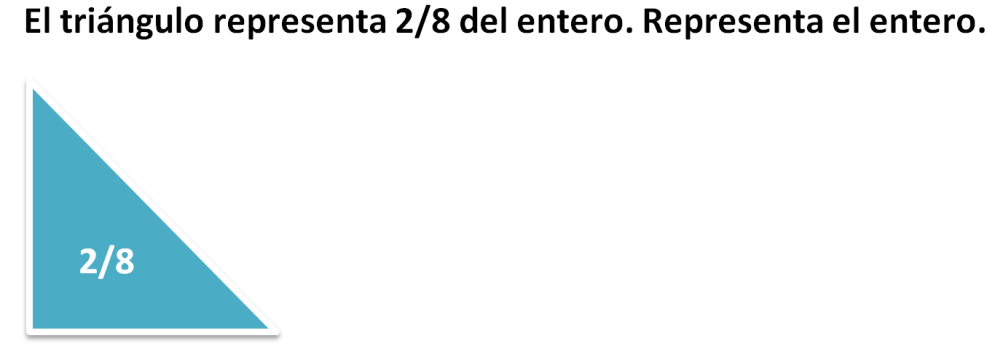 El triángulo representa 2/8 del entero. Representa el entero.
2/8